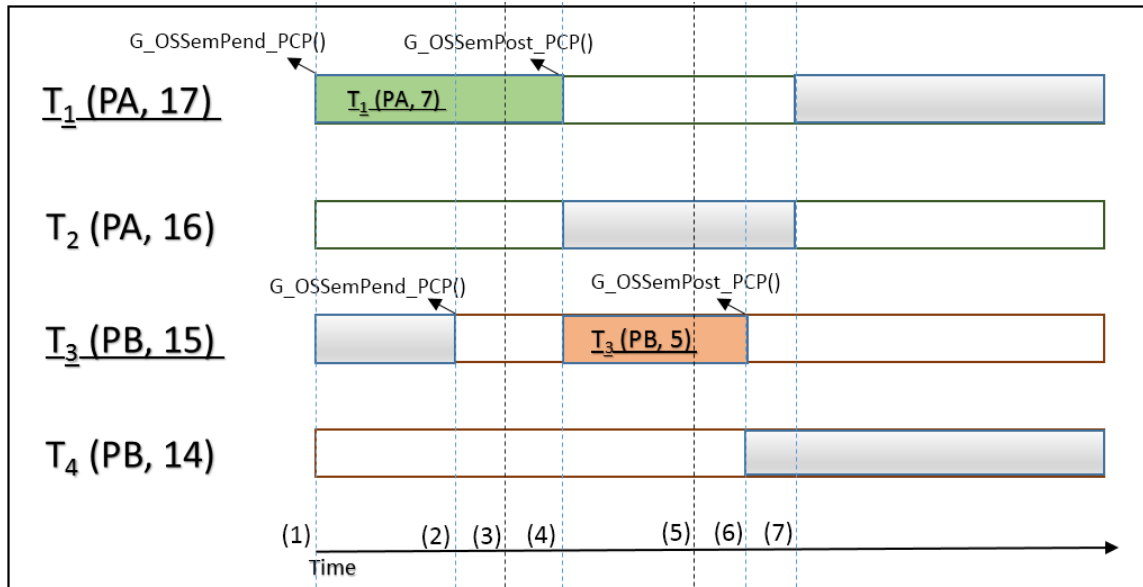 G_OSSemPend_PCP()
G_OSSemPost_PCP()
T1 (PA, 17)
T1 (PA, 7)
T2 (PA, 16)
G_OSSemPend_PCP()
G_OSSemPost_PCP()
T3 (PB, 15)
T3 (PB, 5)
T4 (PB, 14)
(1) (2) (3) (4) (5) (6) (7)
Time